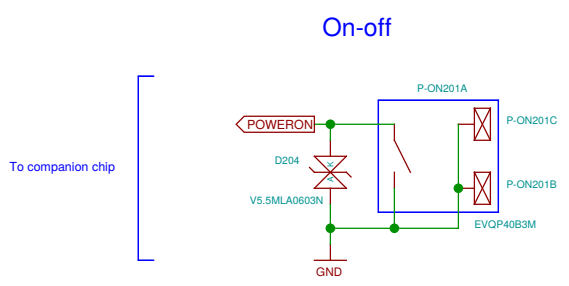 On-off
P-ON201A
POWERON
P-ON201C
D204
A K
To companion chip
P-ON201B
V5.5MLA0603N
EVQP40B3M
GND